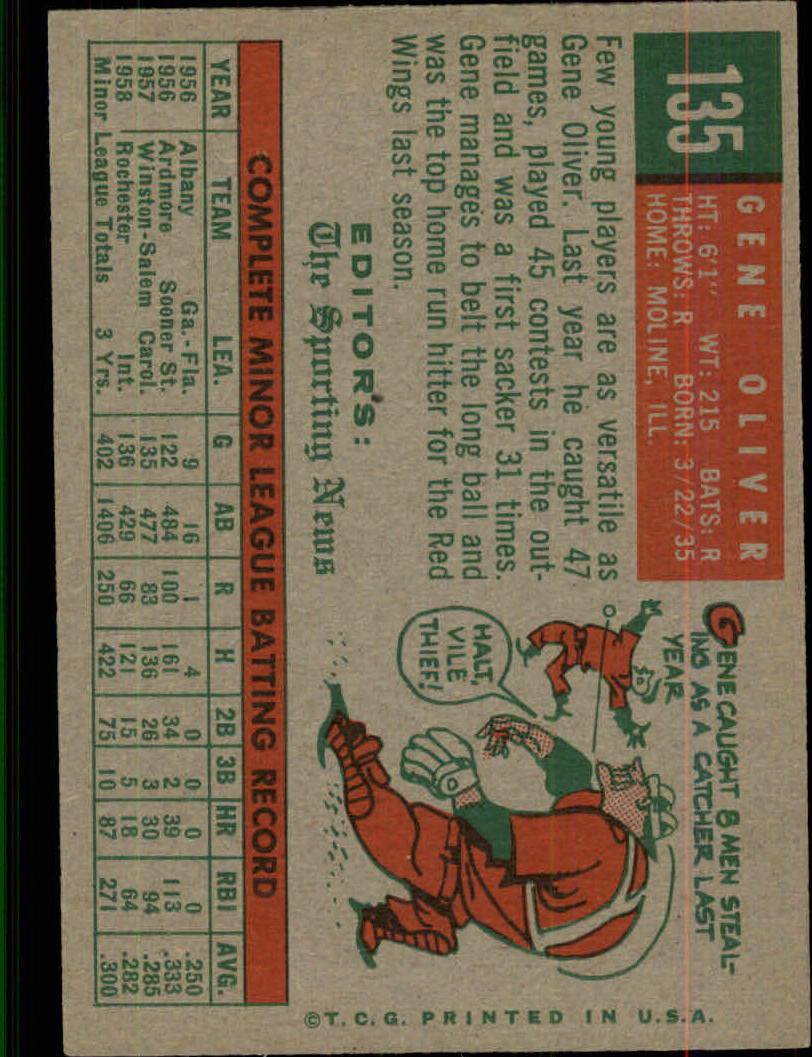 135
GENE OLIVER
HT: 6'1" WT: 215 BATS: R
THROWS: R BORN: 3/22/35
HOME: MOLINE, ILL.
Few young players are as versatile as
Gene Oliver. Last year he caught 47
games, played 45 contests in the out-
field and was a first sacker 31 times.
Gene manages to belt the long ball and
was the top home run hitter for the Red
Wings last season.
EDITOR'S:
The Sporting News
GENE CAUGHT 8 MEN STEAL-
ING AS A CATCHER LAST
YEAR
HALT,
VILE
THIEF!
COMPLETE MINOR LEAGUE BATTING RECORD
YEAR TEAM LEA. G AB R H 2B 3B HR RBI AVG.
1956 Albany Ga.-Fla. 9 16 1 4 0 0 0 0 .250
1956 Ardmore Sooner St. 122 484 100 161 34 2 39 113 .333
1957 Winston-Salem Carol. 135 477 83 136 26 3 30 94 .285
1958 Rochester Int. 136 429 66 121 15 5 18 64 .282
Minor League Totals 3 Yrs. 402 1406 250 422 75 10 87 271 .300
©T.C.G. PRINTED IN U.S.A.